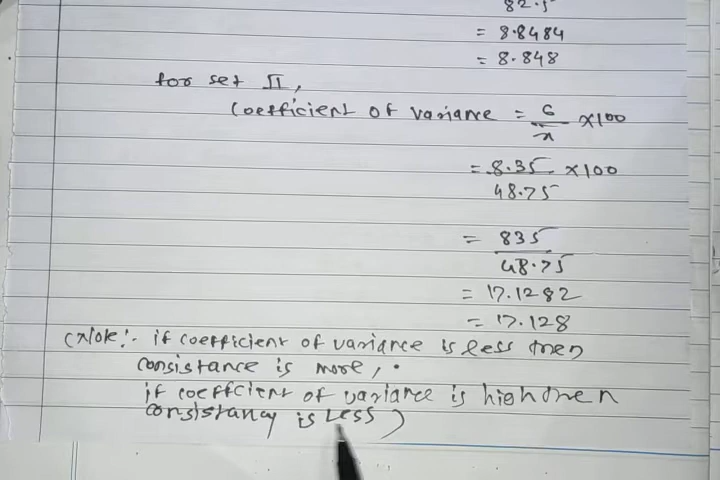 82.5
= 8.8484
= 8.848
for set II,
Coefficient of variance = σ/x̄ ×100
= 8.35/48.75 ×100
= 835/48.75
= 17.1282
= 17.128
(Note:- if coefficient of variance is less then
consistance is more,
if coefficient of variance is high then
consistancy is Less)